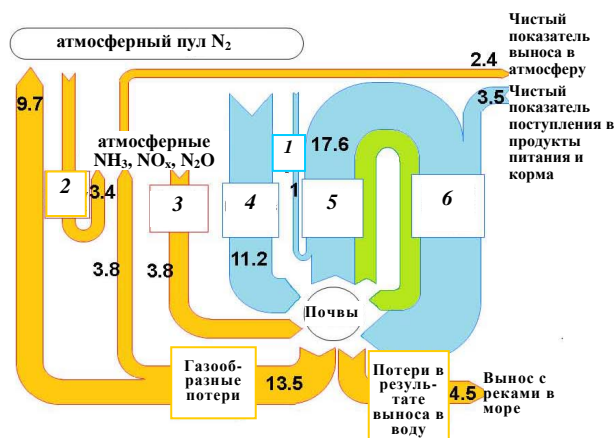 атмосферный пул N₂
Чистый
показатель
выноса в
атмосферу
2.4
3.5
Чистый
показатель
поступления в
продукты
питания и
корма
9.7
атмосферные
NH₃, NOₓ, N₂O
1
17.6
2
3.4
3
4
1
5
6
3.8
3.8
11.2
Почвы
Газооб-
разные
потери
13.5
Потери в
резуль-
тате
выноса в
воду
4.5
Вынос с
реками в
море